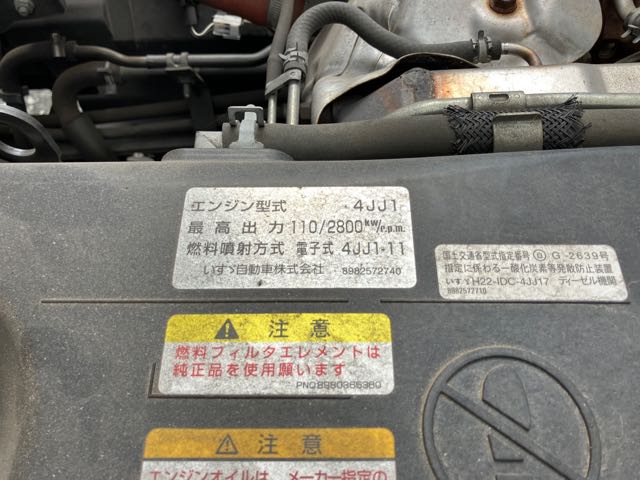 エンジン型式 4JJ1
最高出力 110/2800kw/r.p.m.
燃料噴射方式 電子式 4JJ1-11
いすゞ自動車株式会社 8982572740
国土交通省型式指定番号 G-2639号
指定に係わる一酸化炭素等発散防止装置
いすゞH22-IDC-4JJ17 ディーゼル機関
8982572710
注意
燃料フィルタエレメントは
純正品を使用願います
注意
エンジンオイルは、メーカー指定の